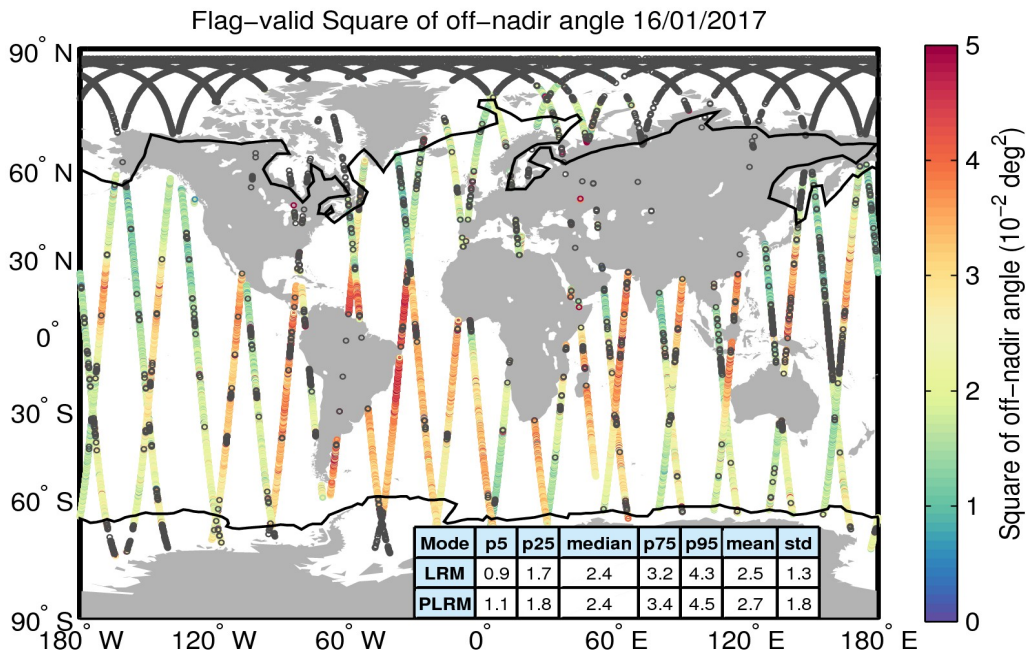 Flag−valid Square of off−nadir angle 16/01/2017
90° N
60° N
30° N
0°
30° S
60° S
90° S
180° W
120° W
60° W
0°
60° E
120° E
180° E
Mode p5 p25 median p75 p95 mean std
LRM 0.9 1.7 2.4 3.2 4.3 2.5 1.3
PLRM 1.1 1.8 2.4 3.4 4.5 2.7 1.8
5
4
3
2
1
0
Square of off−nadir angle (10⁻² deg²)